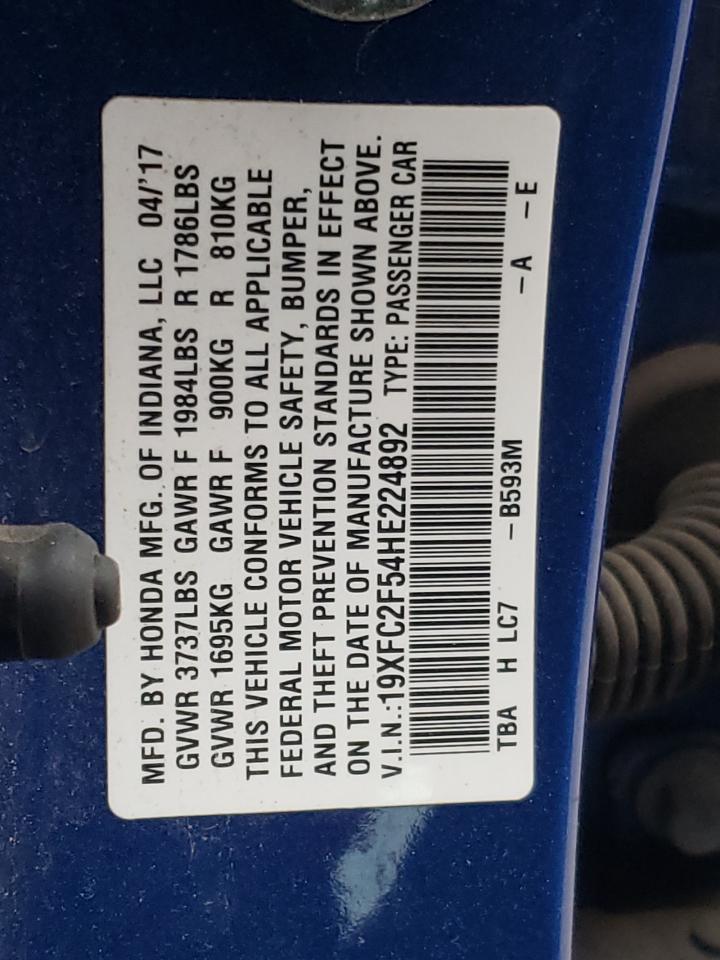 MFD. BY HONDA MFG. OF INDIANA, LLC 04/'17
GVWR 3737LBS GAWR F 1984LBS R 1786LBS
GVWR 1695KG GAWR F 900KG R 810KG
THIS VEHICLE CONFORMS TO ALL APPLICABLE
FEDERAL MOTOR VEHICLE SAFETY, BUMPER,
AND THEFT PREVENTION STANDARDS IN EFFECT
ON THE DATE OF MANUFACTURE SHOWN ABOVE.
V.I.N.:19XFC2F54HE224892 TYPE: PASSENGER CAR
TBA H LC7 - B593M -A -E